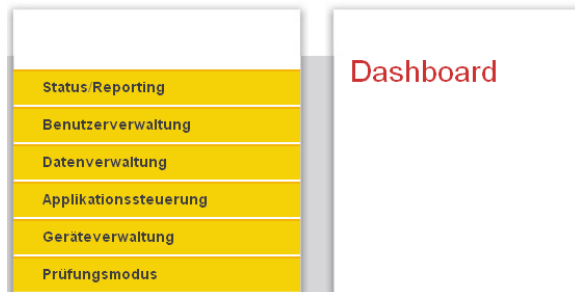 Status/Reporting
Benutzerverwaltung
Datenverwaltung
Applikationssteuerung
Geräteverwaltung
Prüfungsmodus
Dashboard